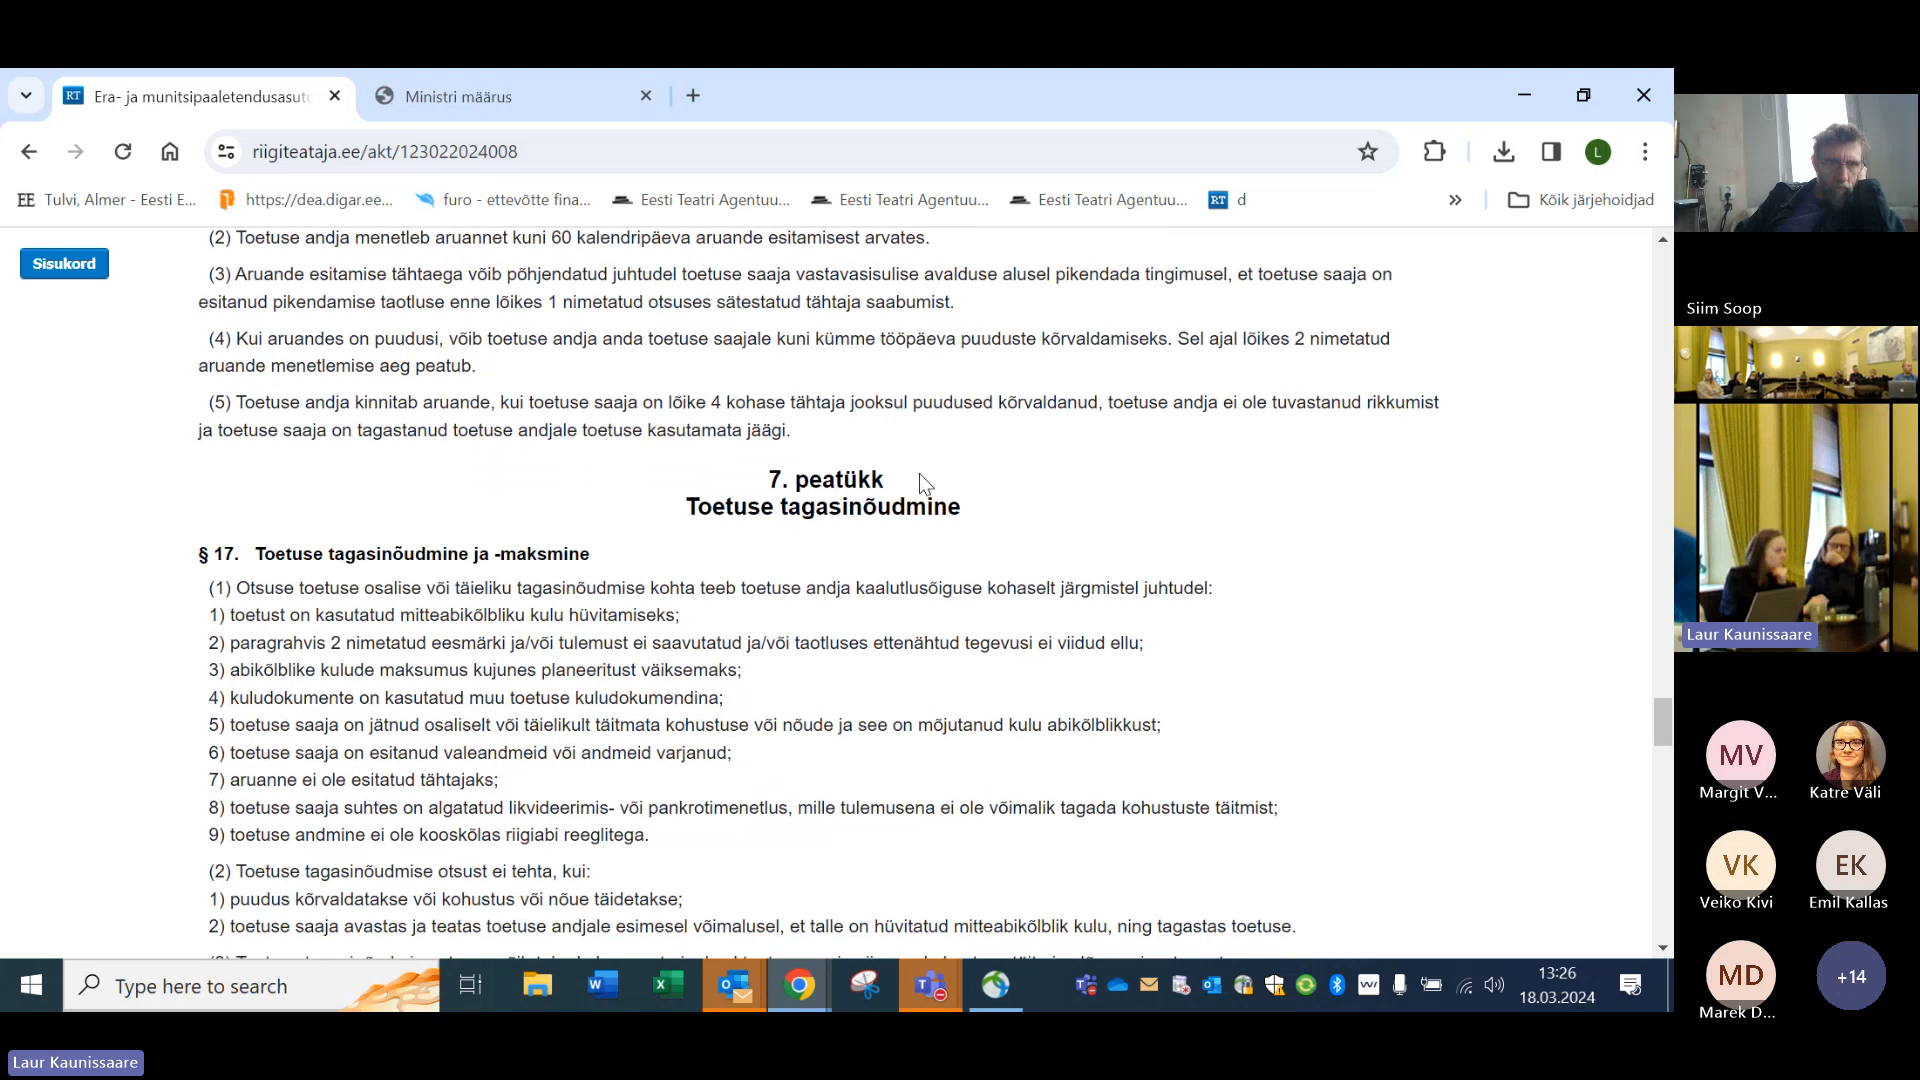 RT Era- ja munitsipaaletendusasutu
Ministri määrus
riigiteataja.ee/akt/123022024008
L
EE Tulvi, Almer - Eesti E...
https://dea.digar.ee...
furo - ettevõtte fina...
Eesti Teatri Agentuu...
Eesti Teatri Agentuu...
Eesti Teatri Agentuu...
RT d
Kõik järjehoidjad
Sisukord
(2) Toetuse andja menetleb aruannet kuni 60 kalendripäeva aruande esitamisest arvates.
(3) Aruande esitamise tähtaega võib põhjendatud juhtudel toetuse saaja vastavasisulise avalduse alusel pikendada tingimusel, et toetuse saaja on
esitanud pikendamise taotluse enne lõikes 1 nimetatud otsuses sätestatud tähtaja saabumist.
(4) Kui aruandes on puudusi, võib toetuse andja anda toetuse saajale kuni kümme tööpäeva puuduste kõrvaldamiseks. Sel ajal lõikes 2 nimetatud
aruande menetlemise aeg peatub.
(5) Toetuse andja kinnitab aruande, kui toetuse saaja on lõike 4 kohase tähtaja jooksul puudused kõrvaldanud, toetuse andja ei ole tuvastanud rikkumist
ja toetuse saaja on tagastanud toetuse andjale toetuse kasutamata jäägi.
7. peatükk
Toetuse tagasinõudmine
§ 17. Toetuse tagasinõudmine ja -maksmine
(1) Otsuse toetuse osalise või täieliku tagasinõudmise kohta teeb toetuse andja kaalutlusõiguse kohaselt järgmistel juhtudel:
1) toetust on kasutatud mitteabikõlbliku kulu hüvitamiseks;
2) paragrahvis 2 nimetatud eesmärki ja/või tulemust ei saavutatud ja/või taotluses ettenähtud tegevusi ei viidud ellu;
3) abikõlblike kulude maksumus kujunes planeeritust väiksemaks;
4) kuludokumente on kasutatud muu toetuse kuludokumendina;
5) toetuse saaja on jätnud osaliselt või täielikult täitmata kohustuse või nõude ja see on mõjutanud kulu abikõlblikkust;
6) toetuse saaja on esitanud valeandmeid või andmeid varjanud;
7) aruanne ei ole esitatud tähtajaks;
8) toetuse saaja suhtes on algatatud likvideerimis- või pankrotimenetlus, mille tulemusena ei ole võimalik tagada kohustuste täitmist;
9) toetuse andmine ei ole kooskõlas riigiabi reeglitega.
(2) Toetuse tagasinõudmise otsust ei tehta, kui:
1) puudus kõrvaldatakse või kohustus või nõue täidetakse;
2) toetuse saaja avastas ja teatas toetuse andjale esimesel võimalusel, et talle on hüvitatud mitteabikõlblik kulu, ning tagastas toetuse.
Type here to search
13:26
18.03.2024
Siim Soop
Laur Kaunissaare
MV
Margit V...
Katre Väli
VK
Veiko Kivi
EK
Emil Kallas
MD
Marek D...
+14
Laur Kaunissaare